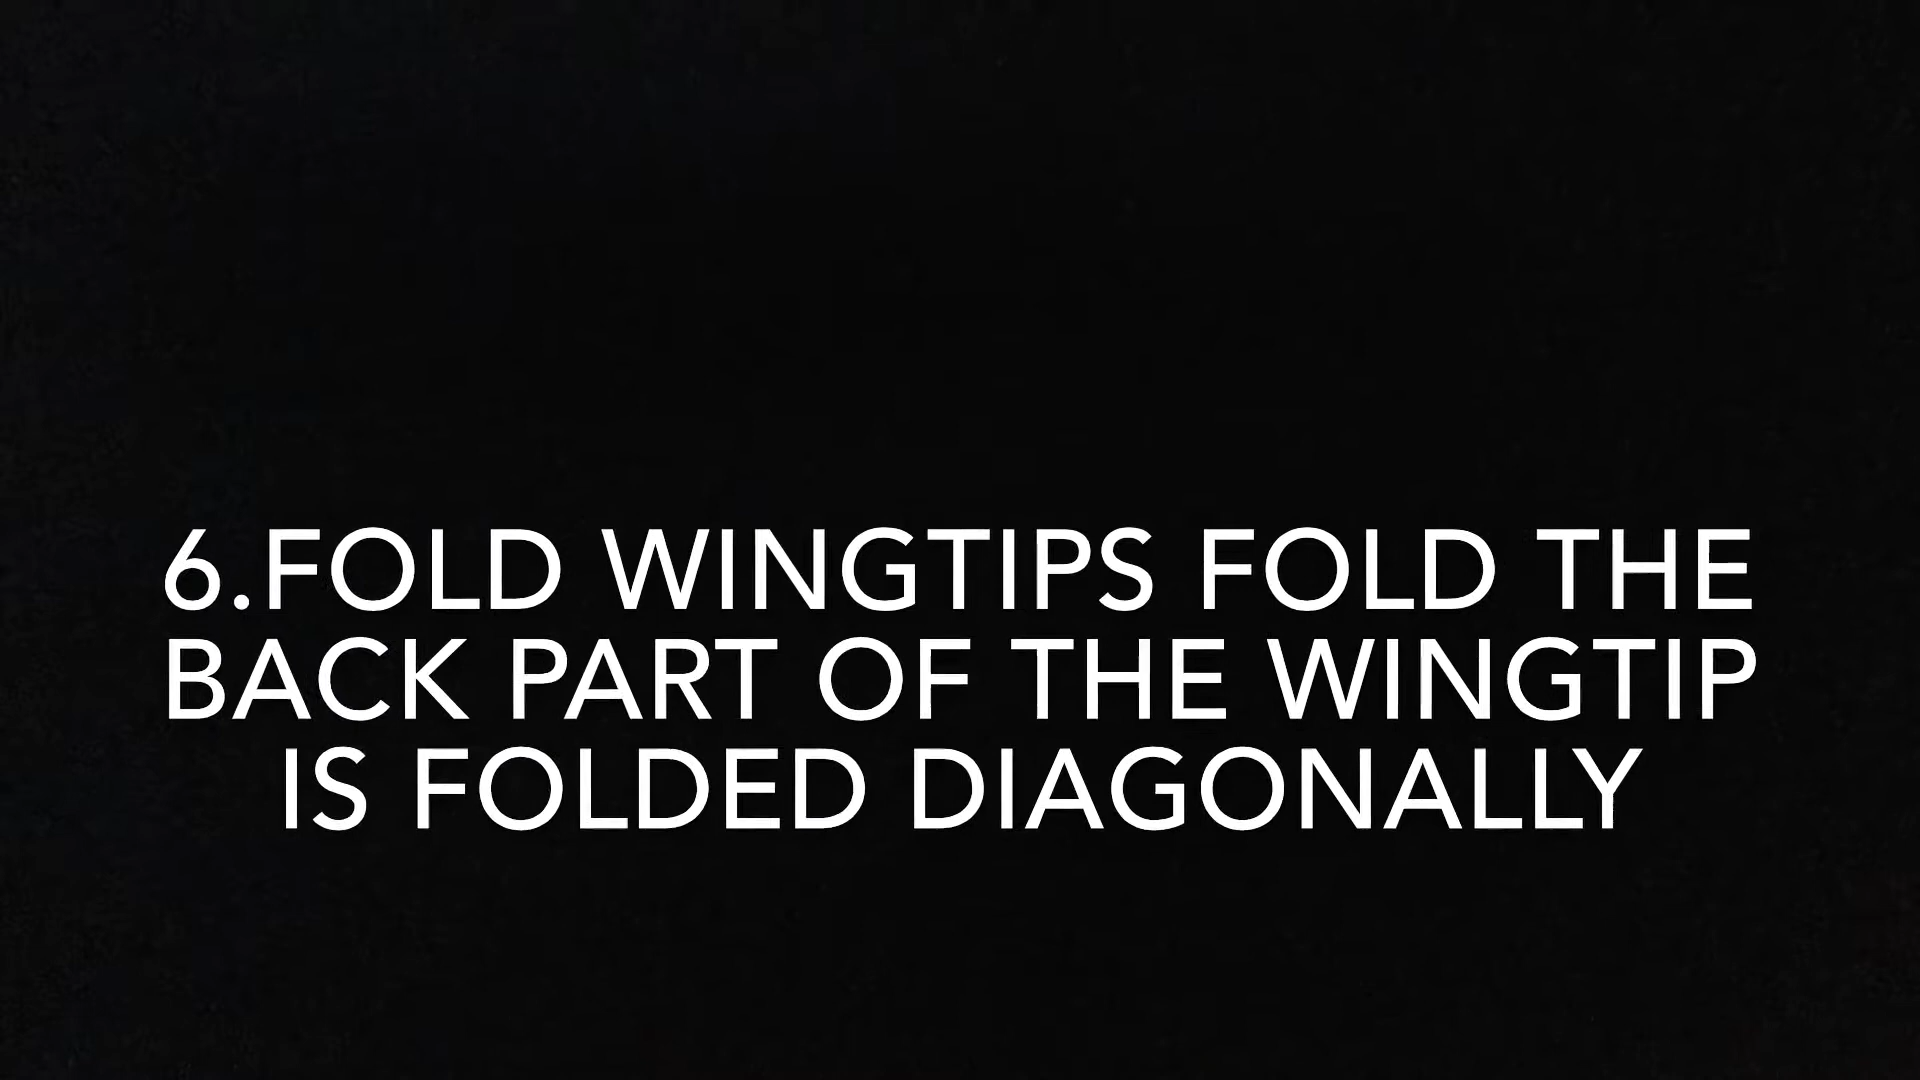 6.FOLD WINGTIPS FOLD THE
BACK PART OF THE WINGTIP
IS FOLDED DIAGONALLY